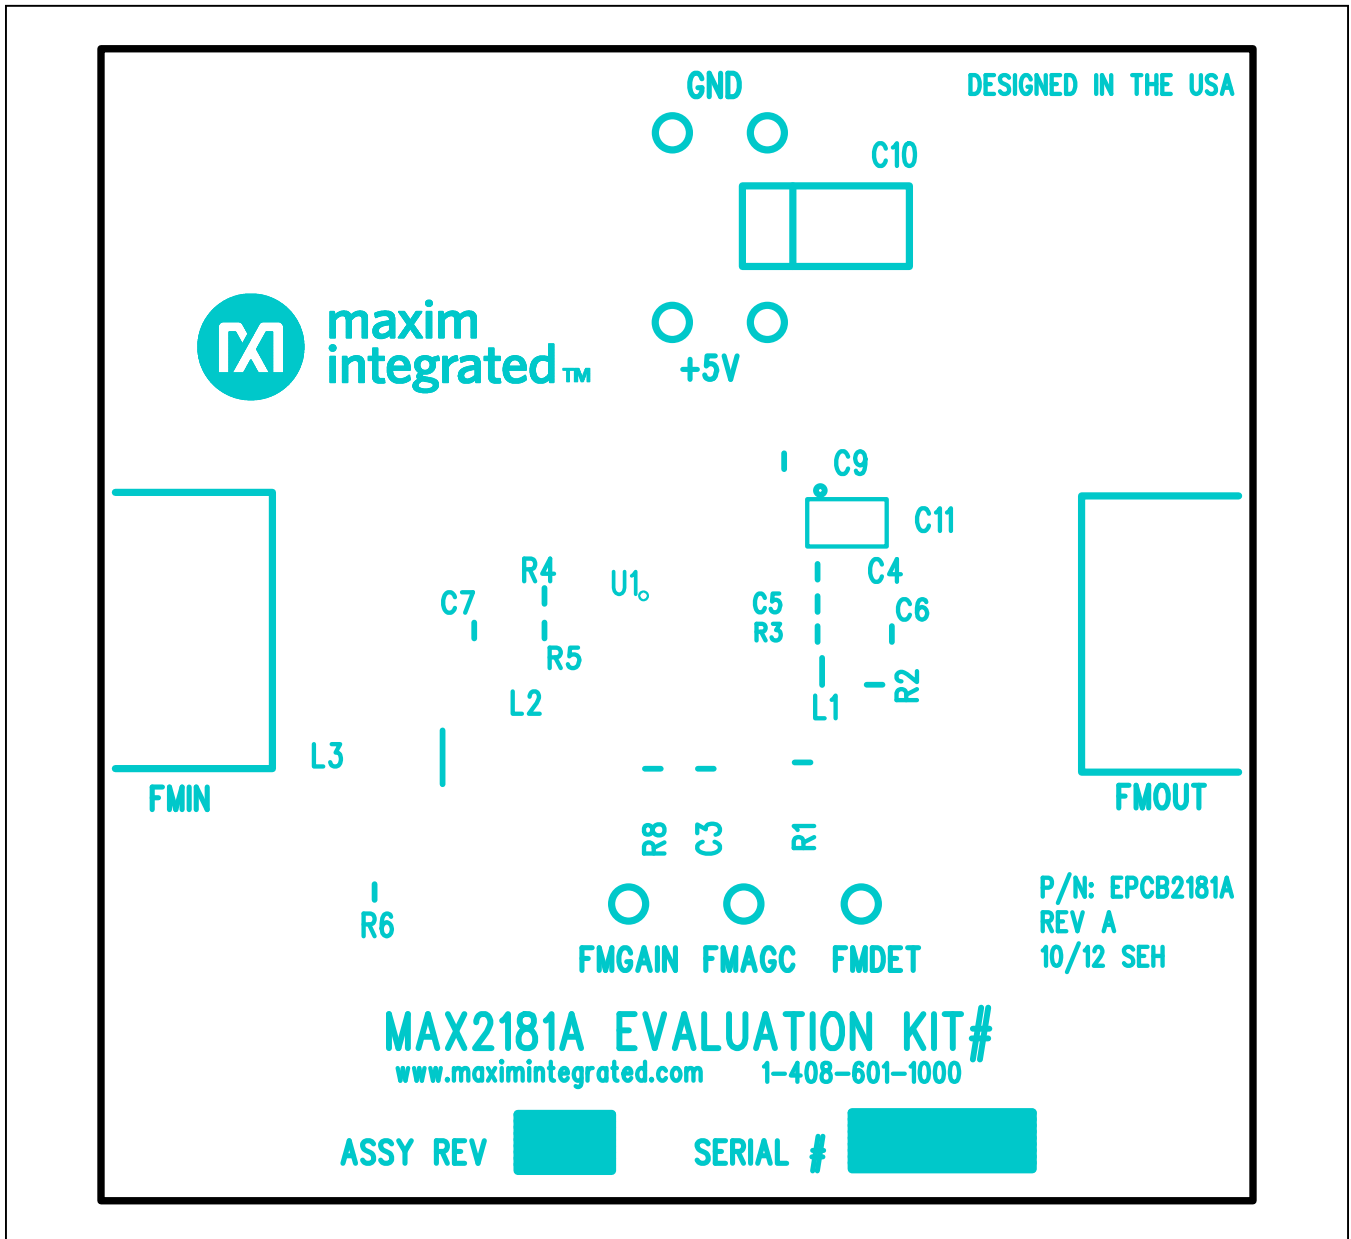 GND
DESIGNED IN THE USA
C10
maxim
integrated™
+5V
C9
C11
R4
U1
C4
C7
C5
C6
R3
R5
R2
L2
L1
L3
FMIN
FMOUT
R8
C3
R1
P/N: EPCB2181A
REV A
10/12 SEH
R6
FMGAIN FMAGC FMDET
MAX2181A EVALUATION KIT#
www.maximintegrated.com 1-408-601-1000
ASSY REV SERIAL #